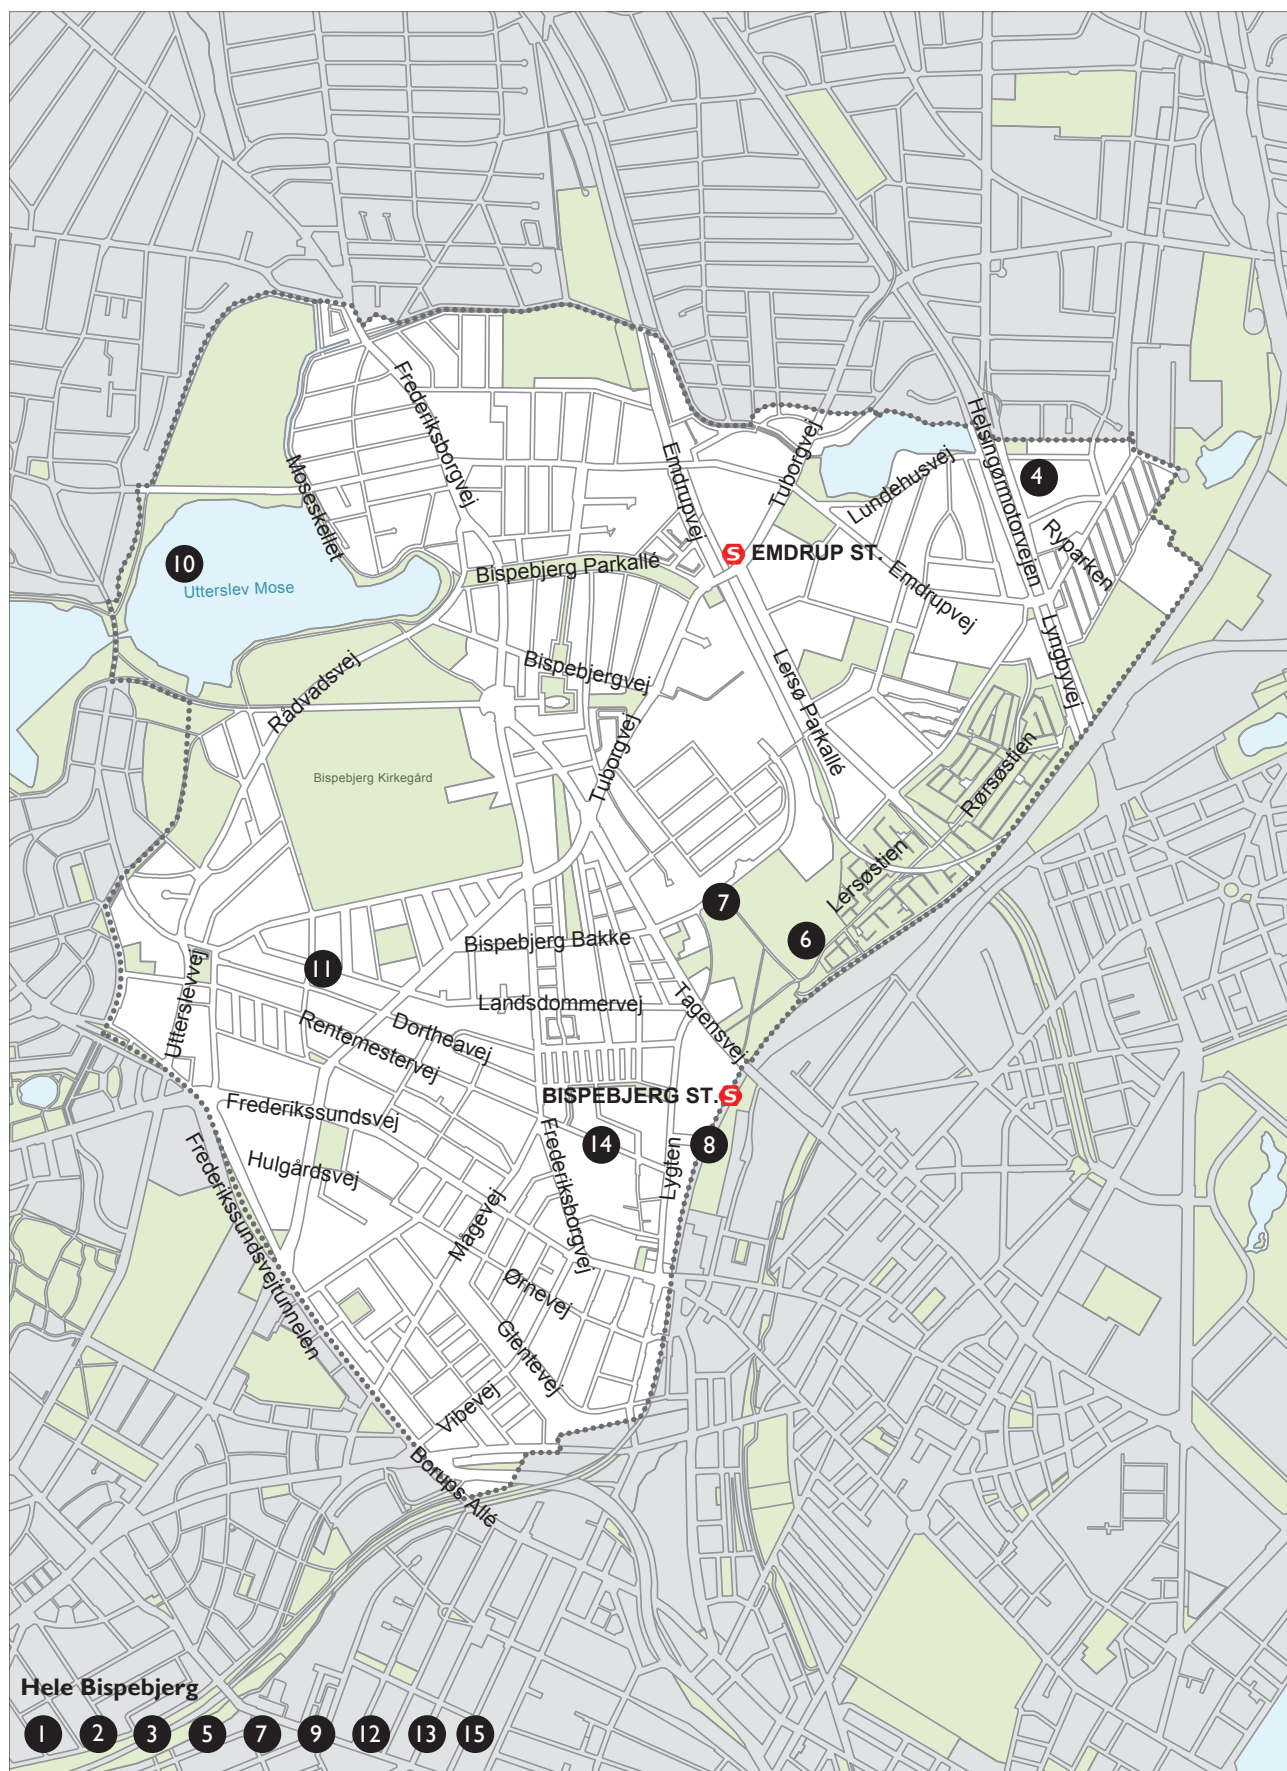 Frederiksborgvej
Helsingørmotorvejen
Tuborgvej
Emdrupvej
Lundehusvej
4
Moseskellet
Ryparken
10
Utterslev Mose
S EMDRUP ST.
Bispebjerg Parkallé
Emdrupvej
Lyngbyvej
Bispebjergvej
Rådvadsvej
Lersø Parkallé
Tuborgvej
Rørsøstien
Bispebjerg Kirkegård
Lersøstien
7
6
Bispebjerg Bakke
11
Utterslevvej
Landsdommervej
Tagensvej
Dortheavej
Rentemestervej
BISPEBJERG ST. S
Frederikssundsvej
14
8
Frederiksborgvej
Lygten
Hulgårdsvej
Mågevej
Frederikssundsvejtunnelen
Ørnevej
Glentevej
Vibevej
Borups Allé
Hele Bispebjerg
1 2 3 5 7 9 12 13 15